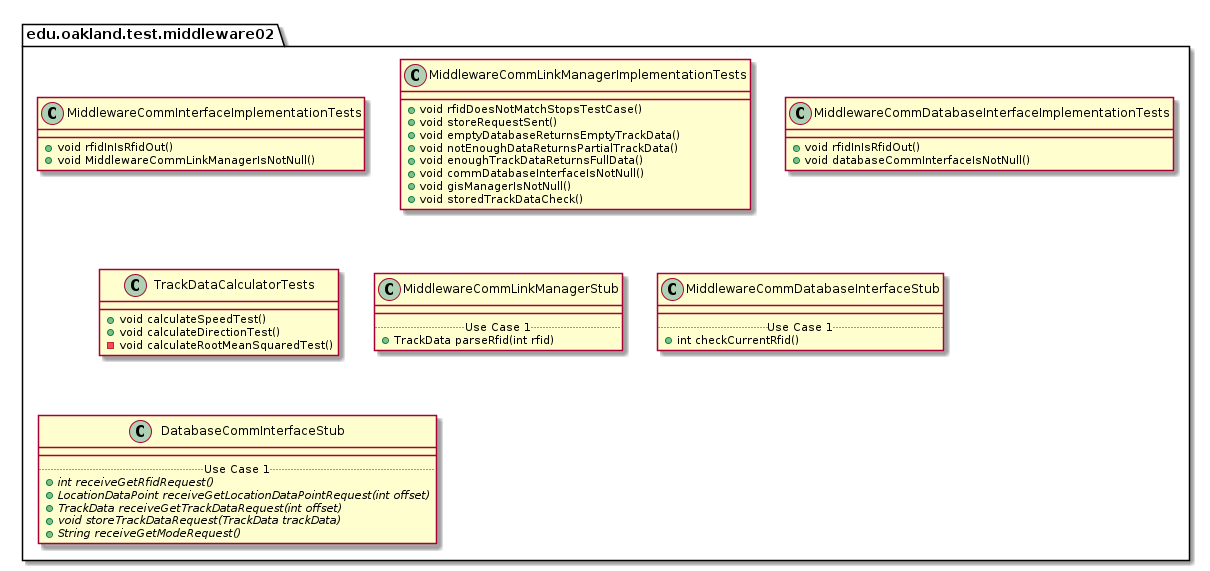 edu.oakland.test.middleware02
C MiddlewareCommInterfaceImplementationTests
void rfidInIsRfidOut()
void MiddlewareCommLinkManagerIsNotNull()
C MiddlewareCommLinkManagerImplementationTests
void rfidDoesNotMatchStopsTestCase()
void storeRequestSent()
void emptyDatabaseReturnsEmptyTrackData()
void notEnoughDataReturnsPartialTrackData()
void enoughTrackDataReturnsFullData()
void commDatabaseInterfaceIsNotNull()
void gisManagerIsNotNull()
void storedTrackDataCheck()
C MiddlewareCommDatabaseInterfaceImplementationTests
void rfidInIsRfidOut()
void databaseCommInterfaceIsNotNull()
C TrackDataCalculatorTests
void calculateSpeedTest()
void calculateDirectionTest()
void calculateRootMeanSquaredTest()
C MiddlewareCommLinkManagerStub
Use Case 1
TrackData parseRfid(int rfid)
C MiddlewareCommDatabaseInterfaceStub
Use Case 1
int checkCurrentRfid()
C DatabaseCommInterfaceStub
Use Case 1
int receiveGetRfidRequest()
LocationDataPoint receiveGetLocationDataPointRequest(int offset)
TrackData receiveGetTrackDataRequest(int offset)
void storeTrackDataRequest(TrackData trackData)
String receiveGetModeRequest()